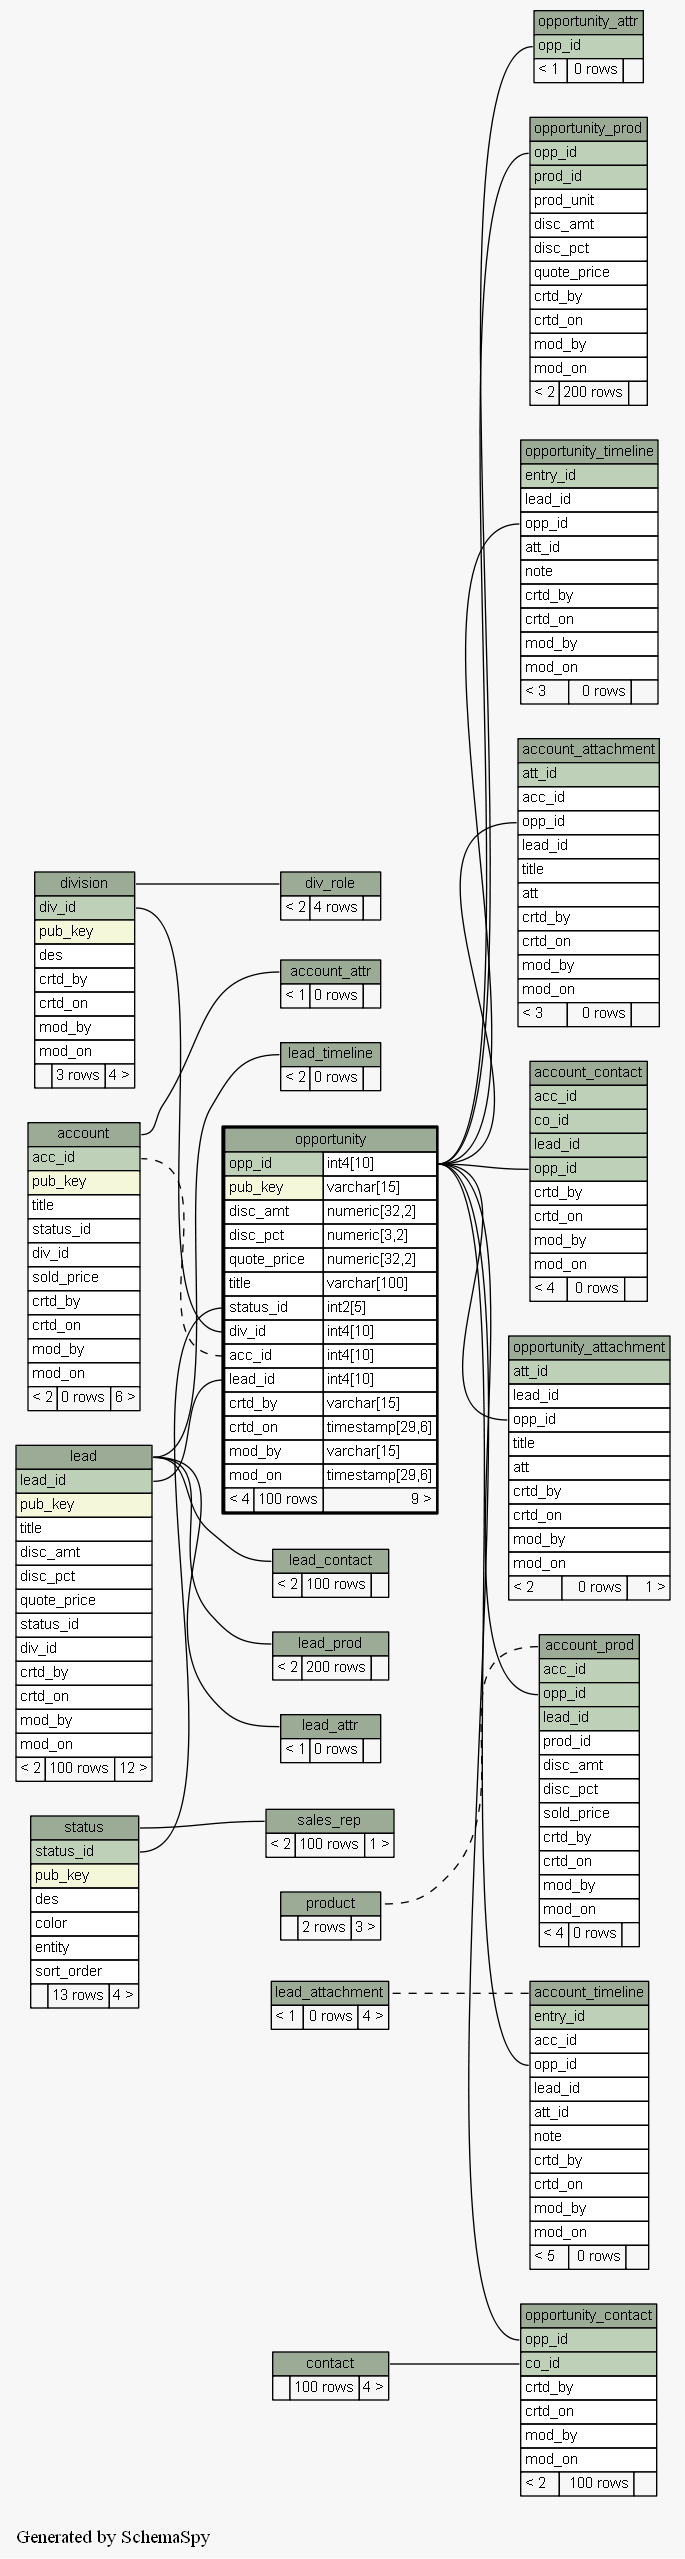 opportunity_attr
opp_id
< 1 0 rows
opportunity_prod
opp_id
prod_id
prod_unit
disc_amt
disc_pct
quote_price
crtd_by
crtd_on
mod_by
mod_on
< 2 200 rows
opportunity_timeline
entry_id
lead_id
opp_id
att_id
note
crtd_by
crtd_on
mod_by
mod_on
< 3 0 rows
account_attachment
att_id
acc_id
opp_id
lead_id
title
att
crtd_by
crtd_on
mod_by
mod_on
< 3 0 rows
division
div_id
pub_key
des
crtd_by
crtd_on
mod_by
mod_on
3 rows 4 >
div_role
< 2 4 rows
account_attr
< 1 0 rows
lead_timeline
< 2 0 rows
account_contact
acc_id
co_id
lead_id
opp_id
crtd_by
crtd_on
mod_by
mod_on
< 4 0 rows
account
acc_id
pub_key
title
status_id
div_id
sold_price
crtd_by
crtd_on
mod_by
mod_on
< 2 0 rows 6 >
opportunity
opp_id int4[10]
pub_key varchar[15]
disc_amt numeric[32,2]
disc_pct numeric[3,2]
quote_price numeric[32,2]
title varchar[100]
status_id int2[5]
div_id int4[10]
acc_id int4[10]
lead_id int4[10]
crtd_by varchar[15]
crtd_on timestamp[29,6]
mod_by varchar[15]
mod_on timestamp[29,6]
< 4 100 rows 9 >
opportunity_attachment
att_id
lead_id
opp_id
title
att
crtd_by
crtd_on
mod_by
mod_on
< 2 0 rows 1 >
lead
lead_id
pub_key
title
disc_amt
disc_pct
quote_price
status_id
div_id
crtd_by
crtd_on
mod_by
mod_on
< 2 100 rows 12 >
lead_contact
< 2 100 rows
lead_prod
< 2 200 rows
lead_attr
< 1 0 rows
account_prod
acc_id
opp_id
lead_id
prod_id
disc_amt
disc_pct
sold_price
crtd_by
crtd_on
mod_by
mod_on
< 4 0 rows
status
status_id
pub_key
des
color
entity
sort_order
13 rows 4 >
sales_rep
< 2 100 rows 1 >
product
2 rows 3 >
lead_attachment
< 1 0 rows 4 >
account_timeline
entry_id
acc_id
opp_id
lead_id
att_id
note
crtd_by
crtd_on
mod_by
mod_on
< 5 0 rows
opportunity_contact
opp_id
co_id
crtd_by
crtd_on
mod_by
mod_on
< 2 100 rows
contact
100 rows 4 >
Generated by SchemaSpy